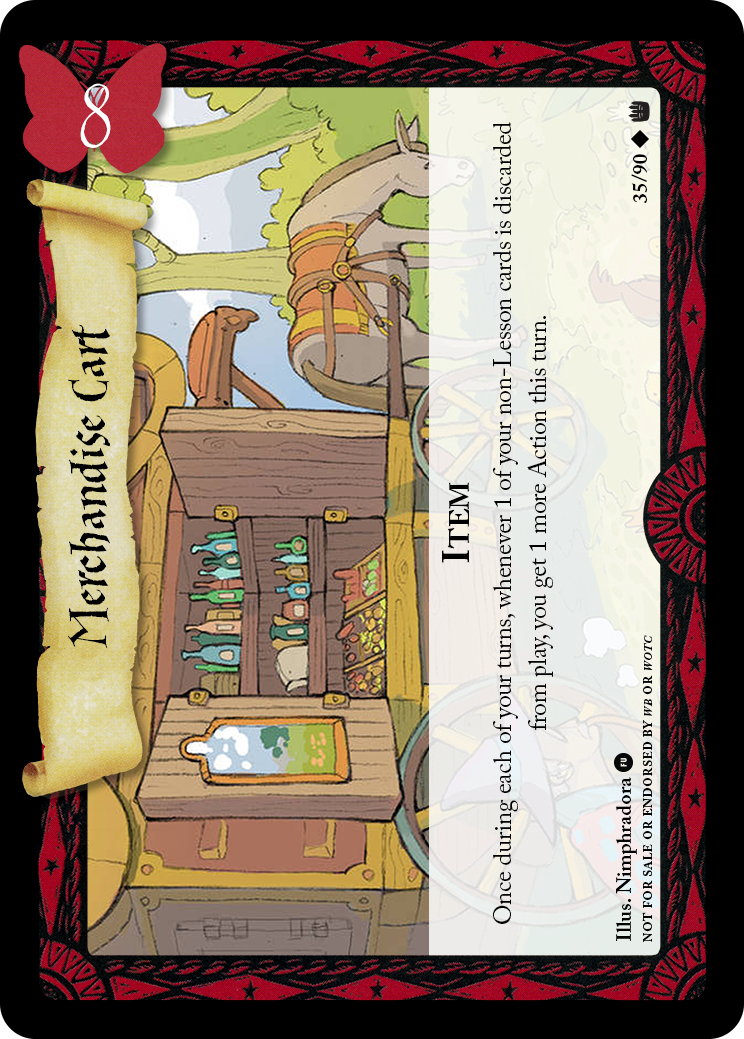 8
Merchandise Cart
ITEM
Once during each of your turns, whenever 1 of your non-Lesson cards is discarded
from play, you get 1 more Action this turn.
Illus. Nimphradora FU
NOT FOR SALE OR ENDORSED BY WB OR WOTC
35/90